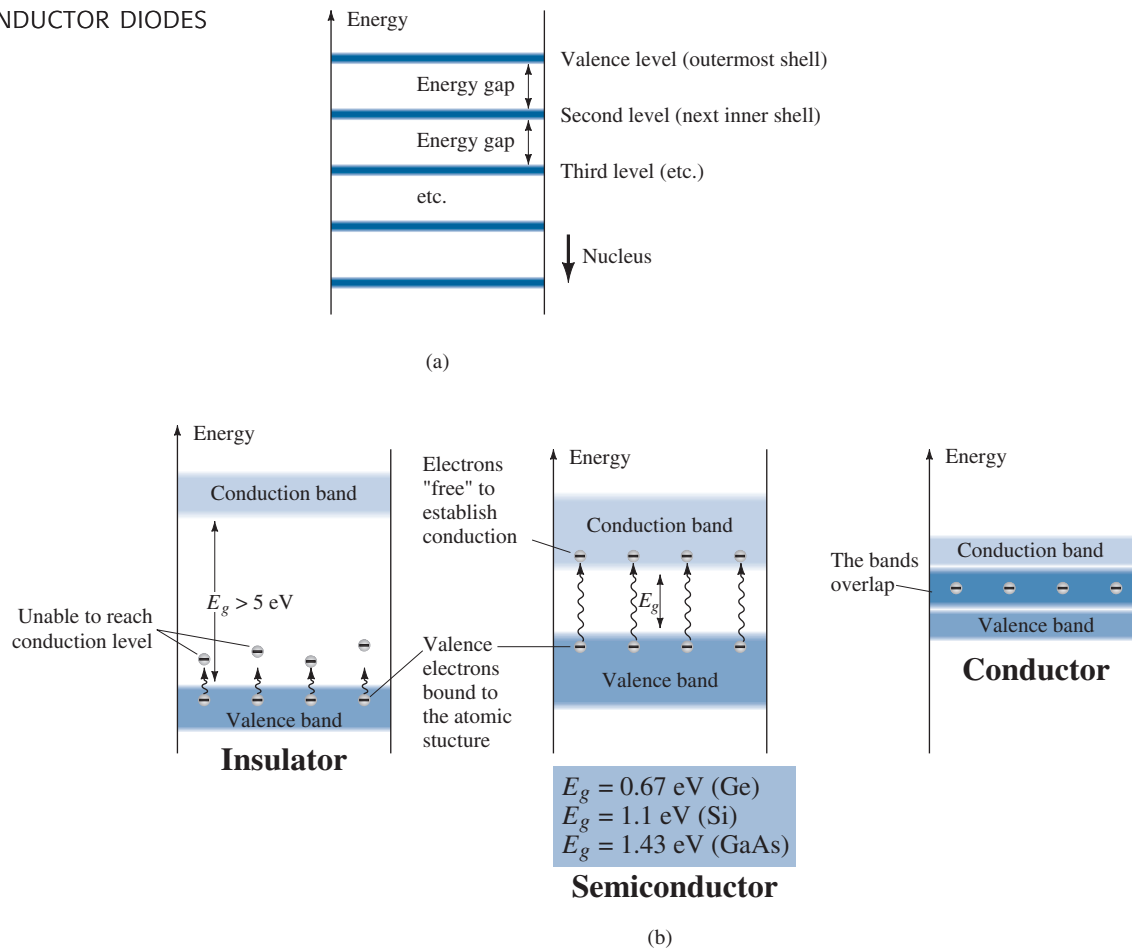 NDUCTOR DIODES
Energy
Valence level (outermost shell)
Energy gap
Second level (next inner shell)
Energy gap
Third level (etc.)
etc.
Nucleus
(a)
Energy
Conduction band
Eg > 5 eV
Unable to reach
conduction level
Valence band
Insulator
Electrons
"free" to
establish
conduction
Energy
Conduction band
Eg
Valence
electrons
bound to
the atomic
stucture
Valence band
Eg = 0.67 eV (Ge)
Eg = 1.1 eV (Si)
Eg = 1.43 eV (GaAs)
Semiconductor
Energy
Conduction band
The bands
overlap
Valence band
Conductor
(b)